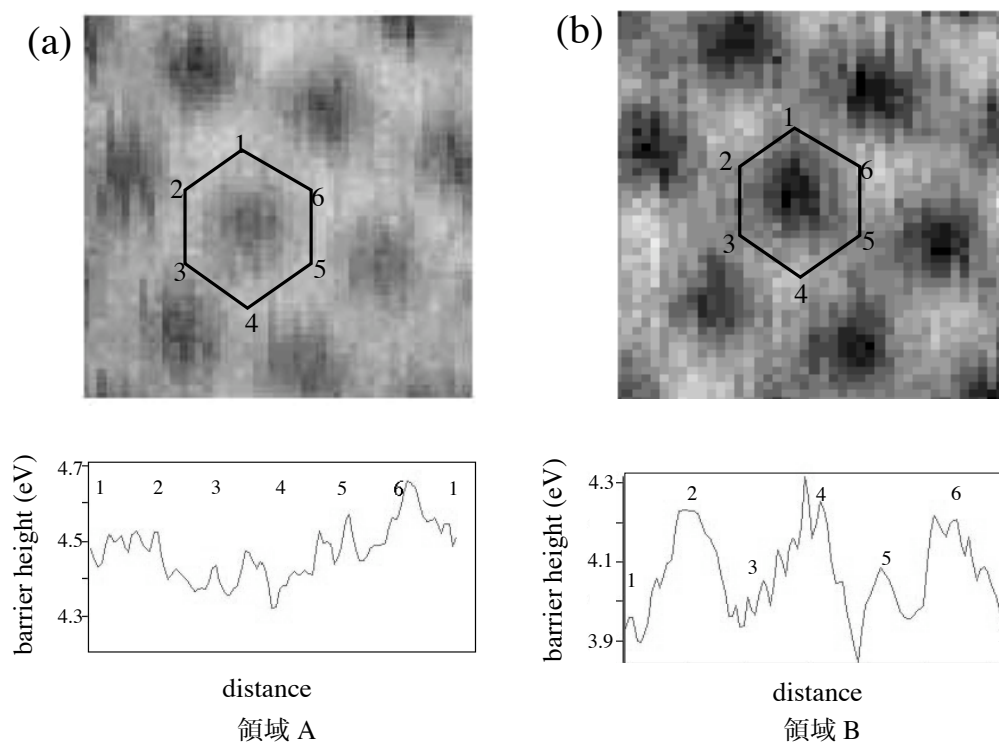 (a)
1
2
6
3
5
4
(b)
1
2
6
3
5
4
barrier height (eV)
4.7
4.5
4.3
1 2 3 4 5 6 1
distance
領域 A
barrier height (eV)
4.3
4.1
3.9
1 2 3 4 5 6
distance
領域 B